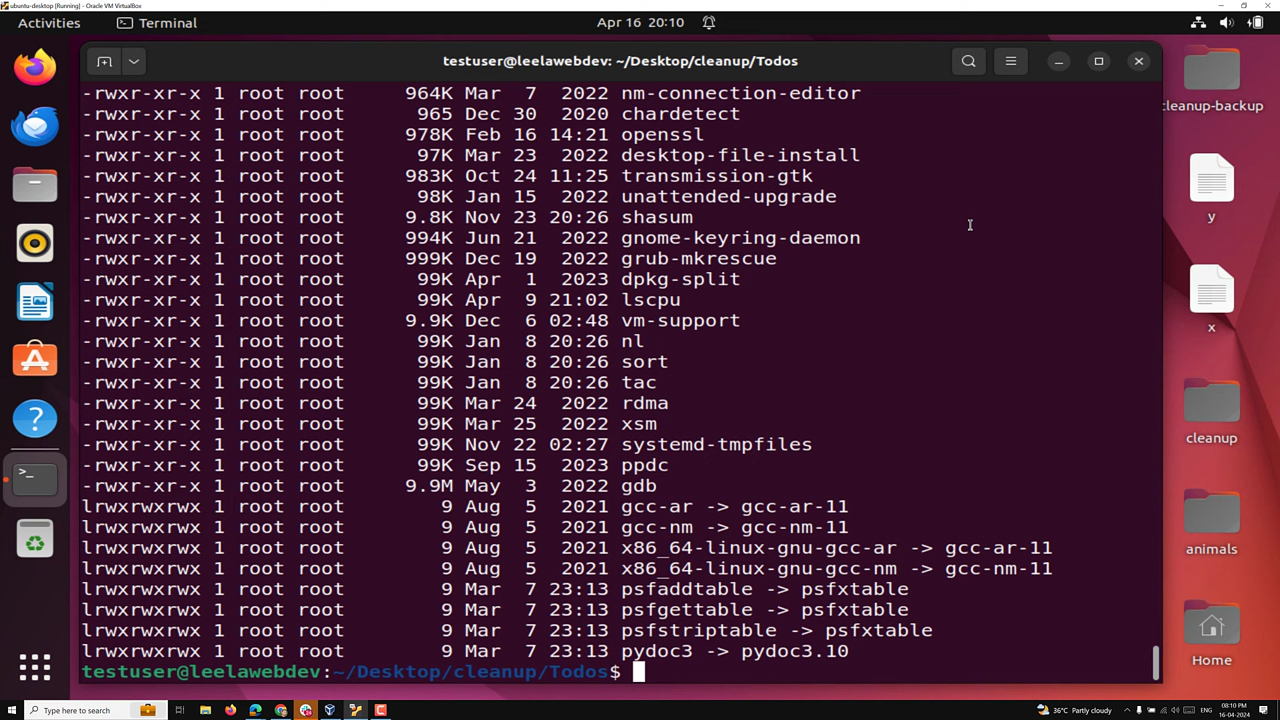 ubuntu-desktop [Running] - Oracle VM VirtualBox
Activities Terminal Apr 16 20:10
testuser@leelawebdev: ~/Desktop/cleanup/Todos
-rwxr-xr-x 1 root root 964K Mar 7 2022 nm-connection-editor
-rwxr-xr-x 1 root root 965 Dec 30 2020 chardetect
-rwxr-xr-x 1 root root 978K Feb 16 14:21 openssl
-rwxr-xr-x 1 root root 97K Mar 23 2022 desktop-file-install
-rwxr-xr-x 1 root root 983K Oct 24 11:25 transmission-gtk
-rwxr-xr-x 1 root root 98K Jan 15 2022 unattended-upgrade
-rwxr-xr-x 1 root root 9.8K Nov 23 20:26 shasum
-rwxr-xr-x 1 root root 994K Jun 21 2022 gnome-keyring-daemon
-rwxr-xr-x 1 root root 999K Dec 19 2022 grub-mkrescue
-rwxr-xr-x 1 root root 99K Apr 1 2023 dpkg-split
-rwxr-xr-x 1 root root 99K Apr 9 21:02 lscpu
-rwxr-xr-x 1 root root 9.9K Dec 6 02:48 vm-support
-rwxr-xr-x 1 root root 99K Jan 8 20:26 nl
-rwxr-xr-x 1 root root 99K Jan 8 20:26 sort
-rwxr-xr-x 1 root root 99K Jan 8 20:26 tac
-rwxr-xr-x 1 root root 99K Mar 24 2022 rdma
-rwxr-xr-x 1 root root 99K Mar 25 2022 xsm
-rwxr-xr-x 1 root root 99K Nov 22 02:27 systemd-tmpfiles
-rwxr-xr-x 1 root root 99K Sep 15 2023 ppdc
-rwxr-xr-x 1 root root 9.9M May 3 2022 gdb
lrwxrwxrwx 1 root root 9 Aug 5 2021 gcc-ar -> gcc-ar-11
lrwxrwxrwx 1 root root 9 Aug 5 2021 gcc-nm -> gcc-nm-11
lrwxrwxrwx 1 root root 9 Aug 5 2021 x86_64-linux-gnu-gcc-ar -> gcc-ar-11
lrwxrwxrwx 1 root root 9 Aug 5 2021 x86_64-linux-gnu-gcc-nm -> gcc-nm-11
lrwxrwxrwx 1 root root 9 Mar 7 23:13 psfaddtable -> psfxtable
lrwxrwxrwx 1 root root 9 Mar 7 23:13 psfgettable -> psfxtable
lrwxrwxrwx 1 root root 9 Mar 7 23:13 psfstriptable -> psfxtable
lrwxrwxrwx 1 root root 9 Mar 7 23:13 pydoc3 -> pydoc3.10
testuser@leelawebdev:~/Desktop/cleanup/Todos$
cleanup-backup
y
x
cleanup
animals
Home
Type here to search
36°C Partly cloudy
ENG
08:10 PM
16-04-2024